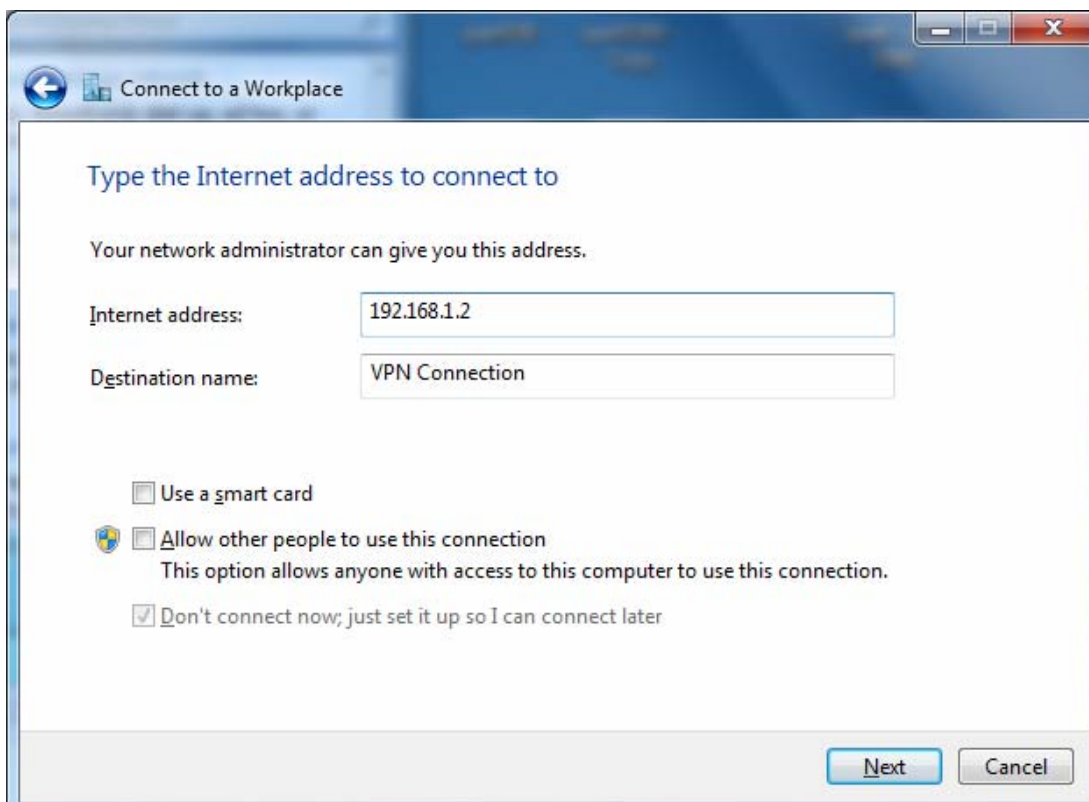 Connect to a Workplace
Type the Internet address to connect to
Your network administrator can give you this address.
Internet address: 192.168.1.2
Destination name: VPN Connection
Use a smart card
Allow other people to use this connection
This option allows anyone with access to this computer to use this connection.
Don't connect now; just set it up so I can connect later
Next Cancel